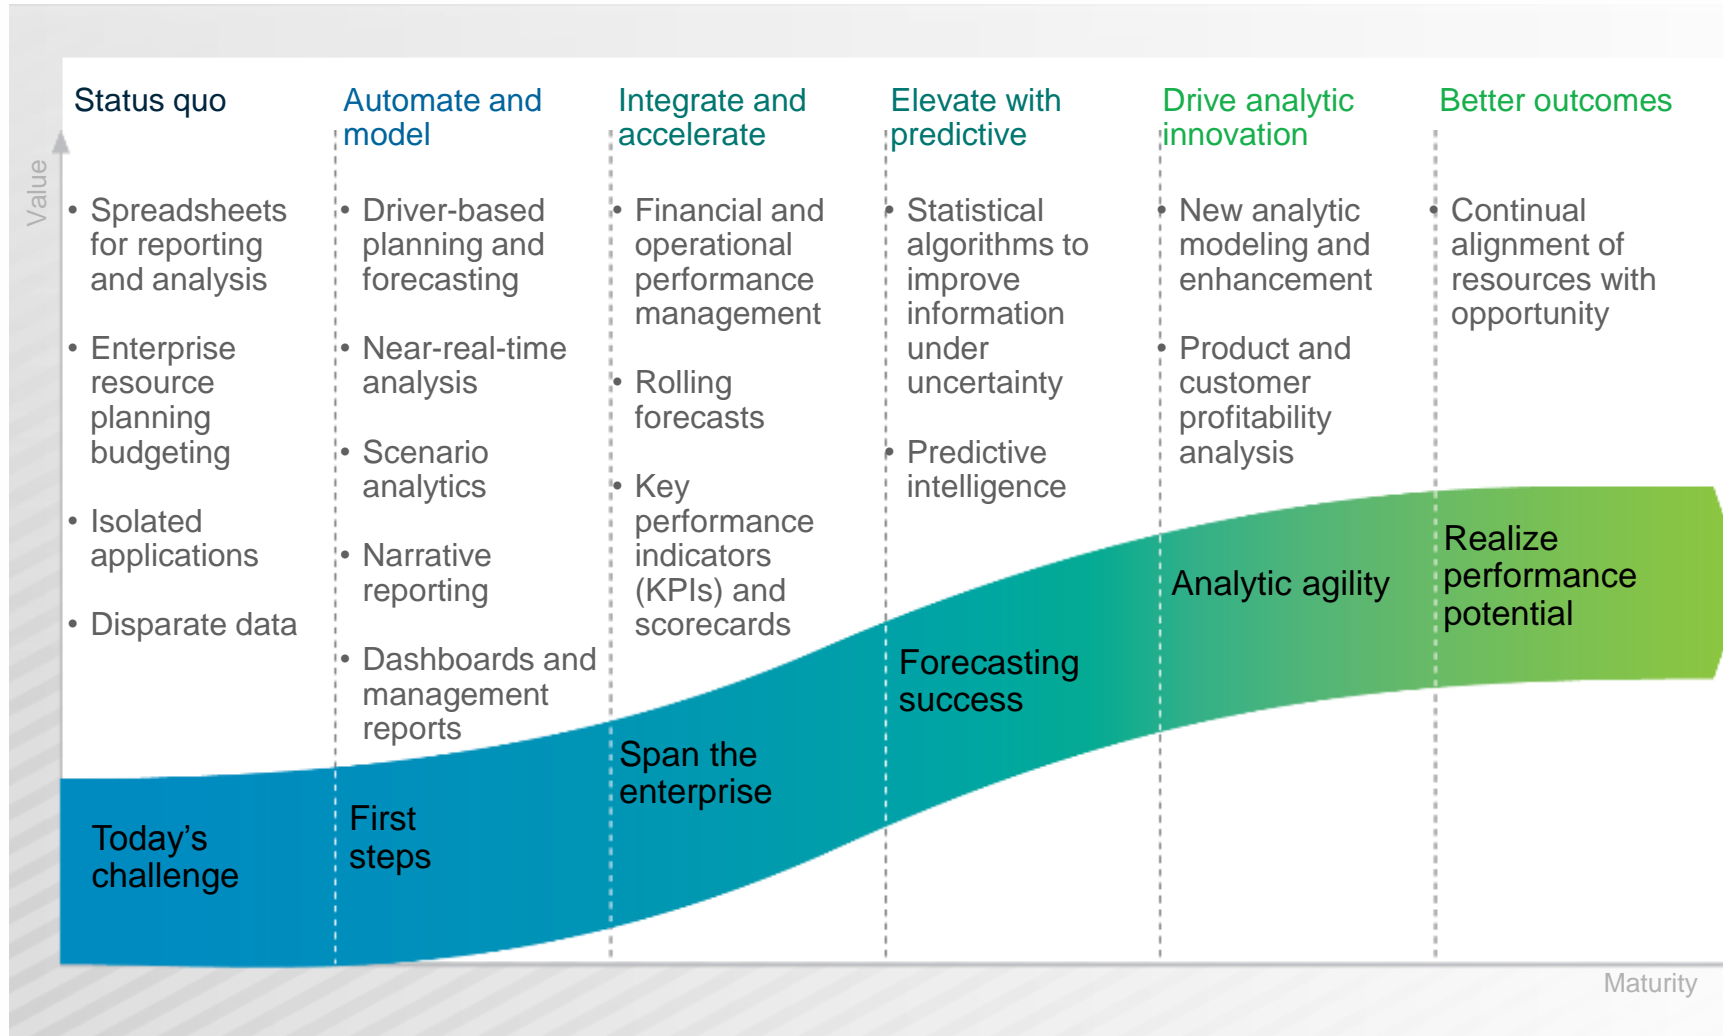 Status quo
Automate and
model
Integrate and
accelerate
Elevate with
predictive
Drive analytic
innovation
Better outcomes
Value
• Spreadsheets
for reporting
and analysis
• Enterprise
resource
planning
budgeting
• Isolated
applications
• Disparate data
• Driver-based
planning and
forecasting
• Near-real-time
analysis
• Scenario
analytics
• Narrative
reporting
• Dashboards and
management
reports
• Financial and
operational
performance
management
• Rolling
forecasts
• Key
performance
indicators
(KPIs) and
scorecards
• Statistical
algorithms to
improve
information
under
uncertainty
• Predictive
intelligence
• New analytic
modeling and
enhancement
• Product and
customer
profitability
analysis
• Continual
alignment of
resources with
opportunity
Today’s
challenge
First
steps
Span the
enterprise
Forecasting
success
Analytic agility
Realize
performance
potential
Maturity